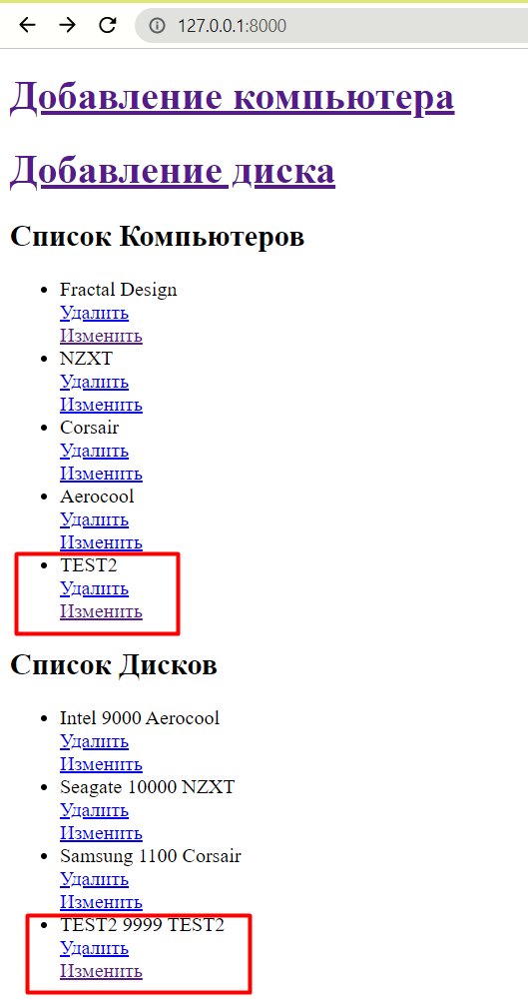 127.0.0.1:8000
Добавление компьютера
Добавление диска
Список Компьютеров
Fractal Design
Удалить
Изменить
NZXT
Удалить
Изменить
Corsair
Удалить
Изменить
Aerocool
Удалить
Изменить
TEST2
Удалить
Изменить
Список Дисков
Intel 9000 Aerocool
Удалить
Изменить
Seagate 10000 NZXT
Удалить
Изменить
Samsung 1100 Corsair
Удалить
Изменить
TEST2 9999 TEST2
Удалить
Изменить